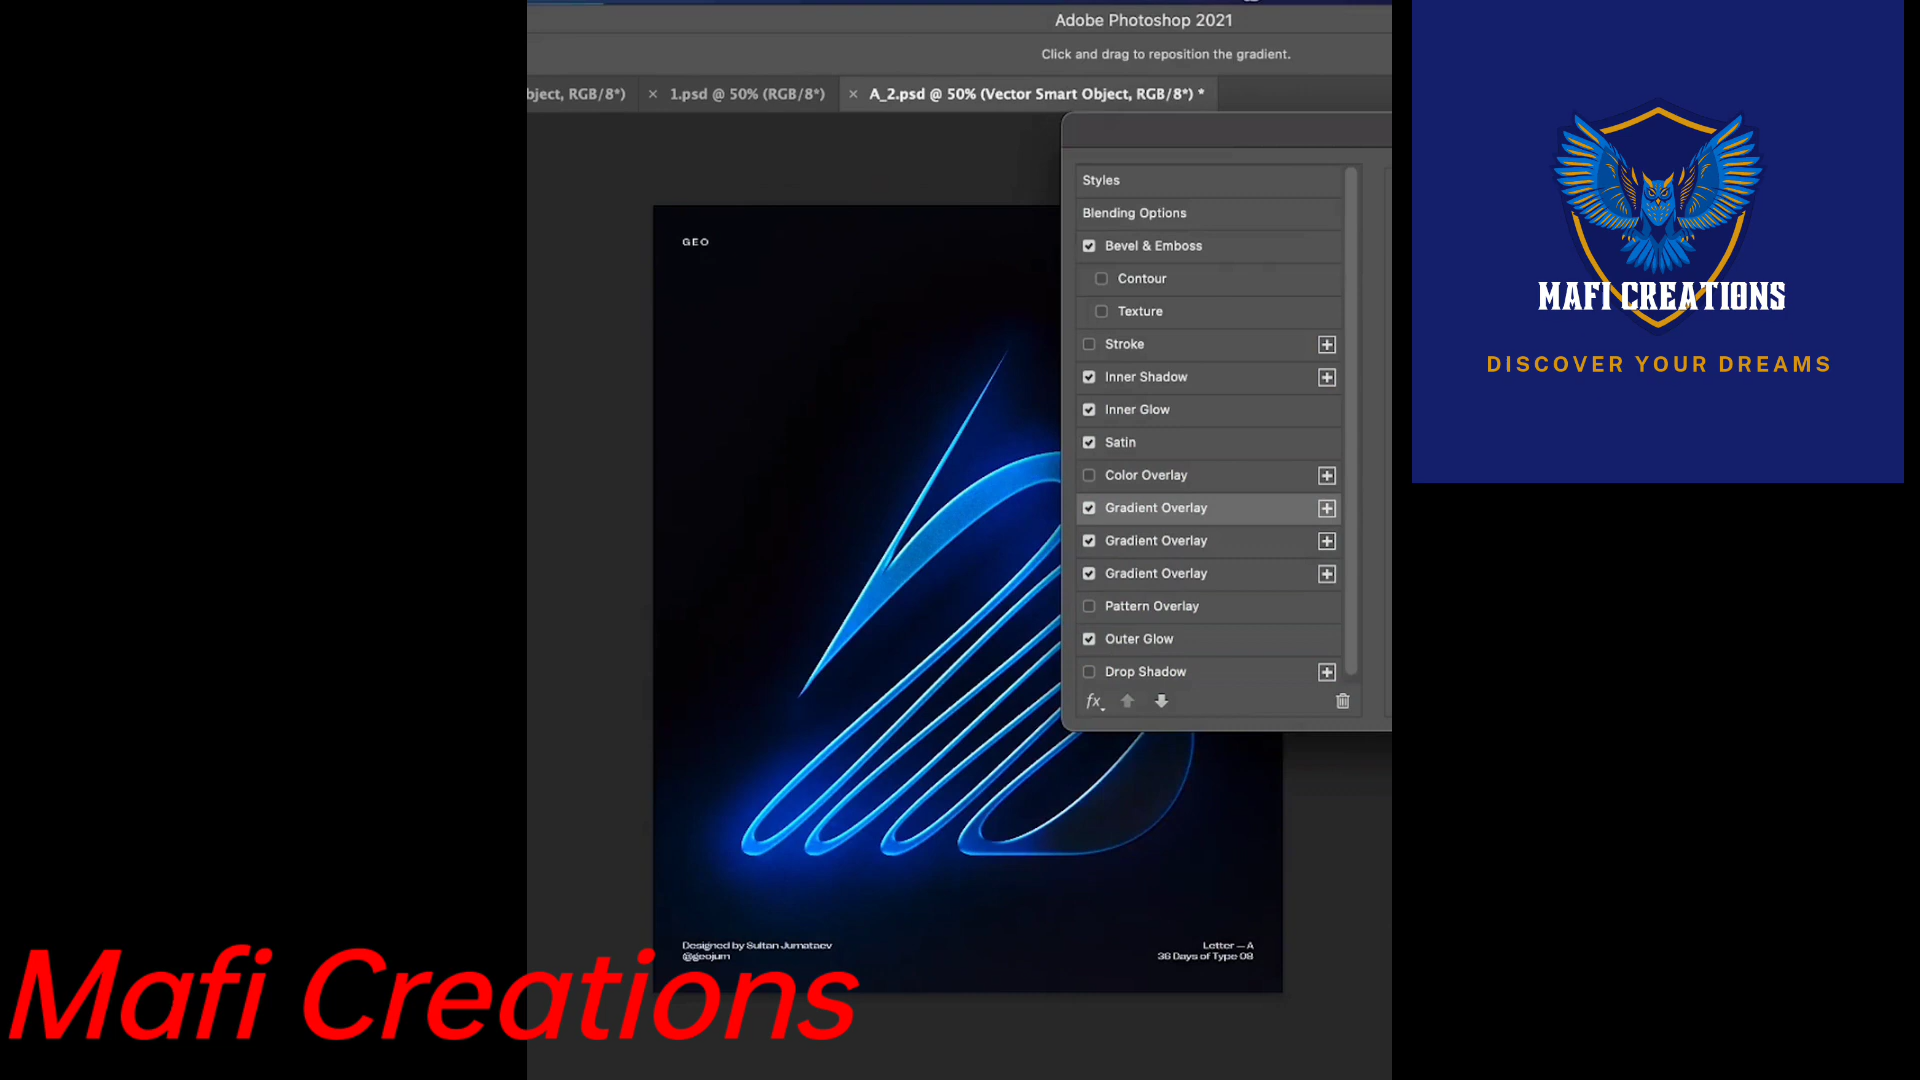 Adobe Photoshop 2021
Click and drag to reposition the gradient.
bject, RGB/8*)
× 1.psd @ 50% (RGB/8*)
× A_2.psd @ 50% (Vector Smart Object, RGB/8*) *
GEO
Styles
Blending Options
Bevel & Emboss
Contour
Texture
Stroke
Inner Shadow
Inner Glow
Satin
Color Overlay
Gradient Overlay
Gradient Overlay
Gradient Overlay
Pattern Overlay
Outer Glow
Drop Shadow
fx
Designed by Sultan Jumataev
@geojum
Letter — A
36 Days of Type 08
MAFI CREATIONS
DISCOVER YOUR DREAMS
Mafi Creations